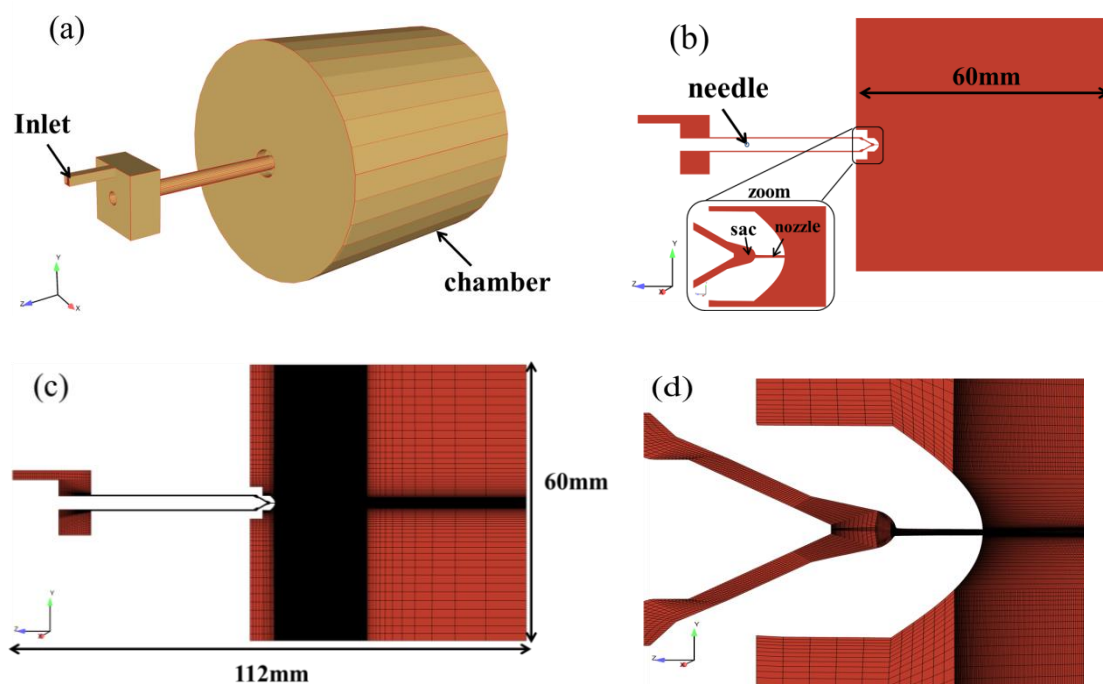 (a)
Inlet
chamber
Y
Z
X
(b)
60mm
needle
zoom
sac
nozzle
Y
Z
X
(c)
60mm
Y
Z
X
112mm
(d)
Y
Z
X